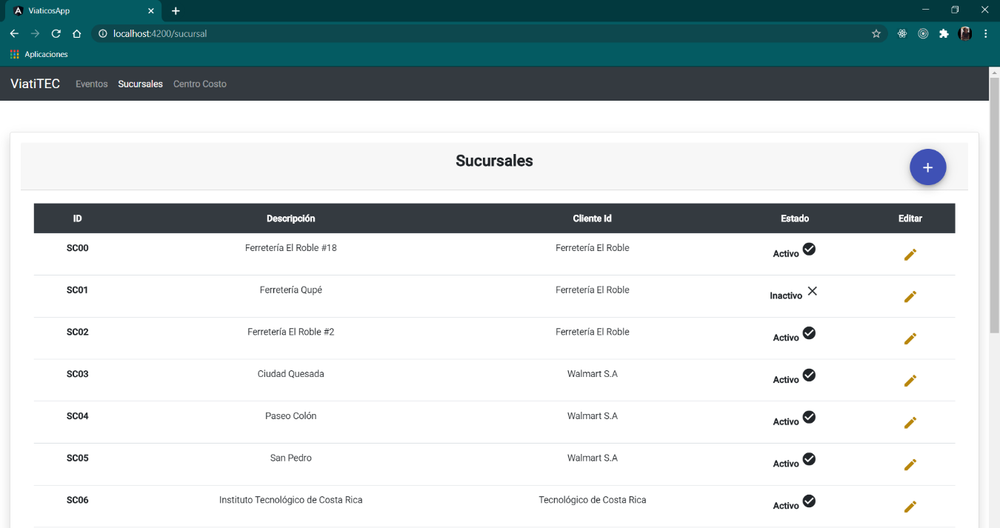 ViaticosApp
localhost:4200/sucursal
Aplicaciones
ViatiTEC Eventos Sucursales Centro Costo
Sucursales
ID Descripción Cliente Id Estado Editar
SC00 Ferretería El Roble #18 Ferretería El Roble Activo
SC01 Ferretería Qupé Ferretería El Roble Inactivo
SC02 Ferretería El Roble #2 Ferretería El Roble Activo
SC03 Ciudad Quesada Walmart S.A Activo
SC04 Paseo Colón Walmart S.A Activo
SC05 San Pedro Walmart S.A Activo
SC06 Instituto Tecnológico de Costa Rica Tecnológico de Costa Rica Activo